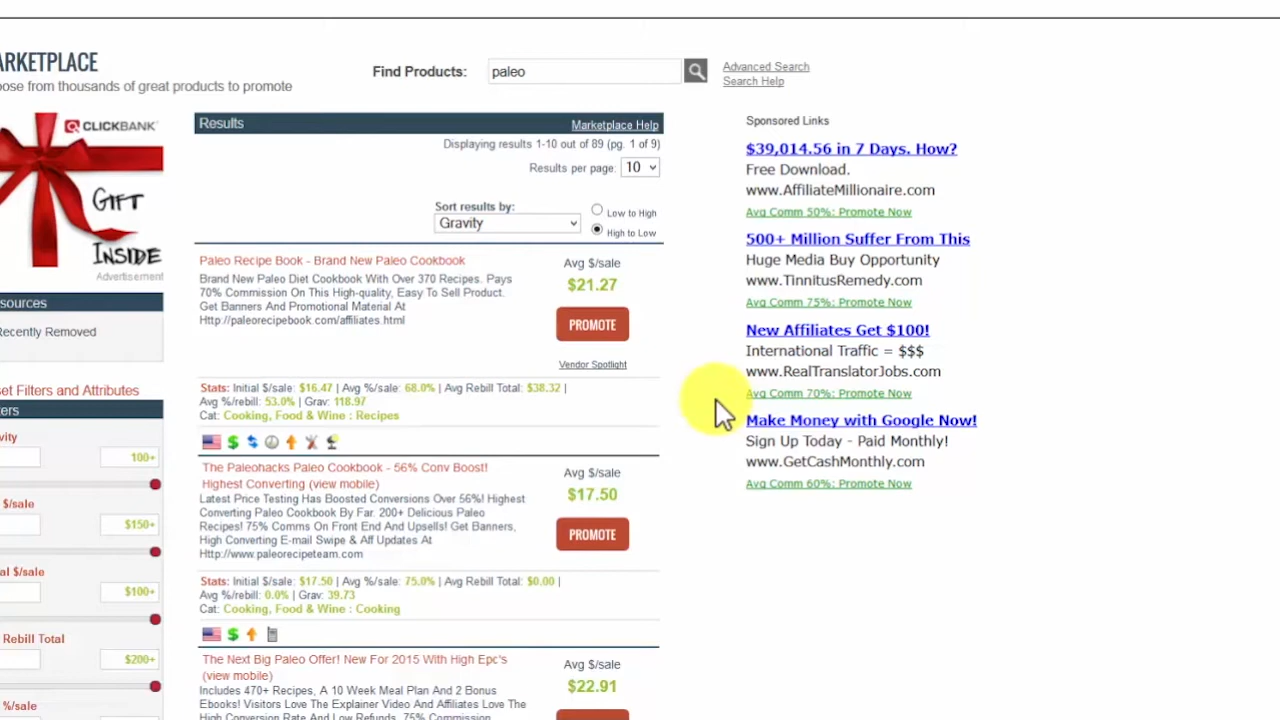 ARKETPLACE
ose from thousands of great products to promote
Find Products:
paleo
Advanced Search
Search Help
CLICKBANK
GIFT
INSIDE
Advertisement
sources
Recently Removed
set Filters and Attributes
ers
vity
100+
$/sale
$150+
al $/sale
$100+
Rebill Total
$200+
%/sale
Results
Marketplace Help
Displaying results 1-10 out of 89 (pg. 1 of 9)
Results per page: 10
Sort results by:
Gravity
Low to High
High to Low
Paleo Recipe Book - Brand New Paleo Cookbook
Brand New Paleo Diet Cookbook With Over 370 Recipes. Pays
70% Commission On This High-quality, Easy To Sell Product.
Get Banners And Promotional Material At
Http://paleorecipebook.com/affiliates.html
Avg $/sale
$21.27
PROMOTE
Vendor Spotlight
Stats: Initial $/sale: $16.47 | Avg %/sale: 68.0% | Avg Rebill Total: $38.32 |
Avg %/rebill: 53.0% | Grav: 118.97
Cat: Cooking, Food & Wine : Recipes
The Paleohacks Paleo Cookbook - 56% Conv Boost!
Highest Converting (view mobile)
Latest Price Testing Has Boosted Conversions Over 56%! Highest
Converting Paleo Cookbook By Far. 200+ Delicious Paleo
Recipes! 75% Comms On Front End And Upsells! Get Banners,
High Converting E-mail Swipe & Aff Updates At
Http://www.paleorecipeteam.com
Avg $/sale
$17.50
PROMOTE
Stats: Initial $/sale: $17.50 | Avg %/sale: 75.0% | Avg Rebill Total: $0.00 |
Avg %/rebill: 0.0% | Grav: 39.73
Cat: Cooking, Food & Wine : Cooking
The Next Big Paleo Offer! New For 2015 With High Epc's
(view mobile)
Includes 470+ Recipes, A 10 Week Meal Plan And 2 Bonus
Ebooks! Visitors Love The Explainer Video And Affiliates Love The
High Conversion Rate And Low Refunds. 75% Commission
Avg $/sale
$22.91
Sponsored Links
$39,014.56 in 7 Days. How?
Free Download.
www.AffiliateMillionaire.com
Avg Comm 50%: Promote Now
500+ Million Suffer From This
Huge Media Buy Opportunity
www.TinnitusRemedy.com
Avg Comm 75%: Promote Now
New Affiliates Get $100!
International Traffic = $$$
www.RealTranslatorJobs.com
Avg Comm 70%: Promote Now
Make Money with Google Now!
Sign Up Today - Paid Monthly!
www.GetCashMonthly.com
Avg Comm 60%: Promote Now